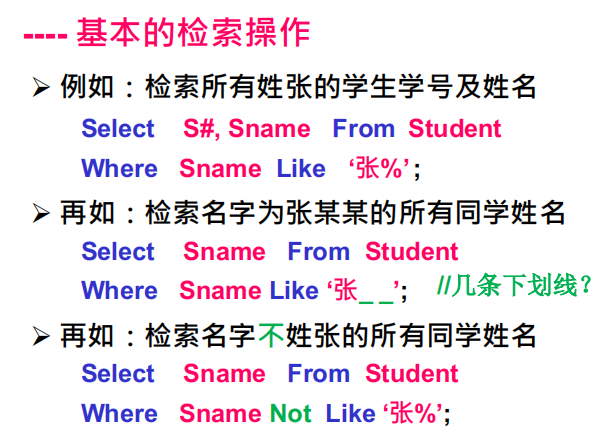 ---- 基本的检索操作
➢ 例如：检索所有姓张的学生学号及姓名
Select S#, Sname From Student
Where Sname Like ‘张%’;
➢ 再如：检索名字为张某某的所有同学姓名
Select Sname From Student
Where Sname Like ‘张_ _’; //几条下划线？
➢ 再如：检索名字不姓张的所有同学姓名
Select Sname From Student
Where Sname Not Like ‘张%’;